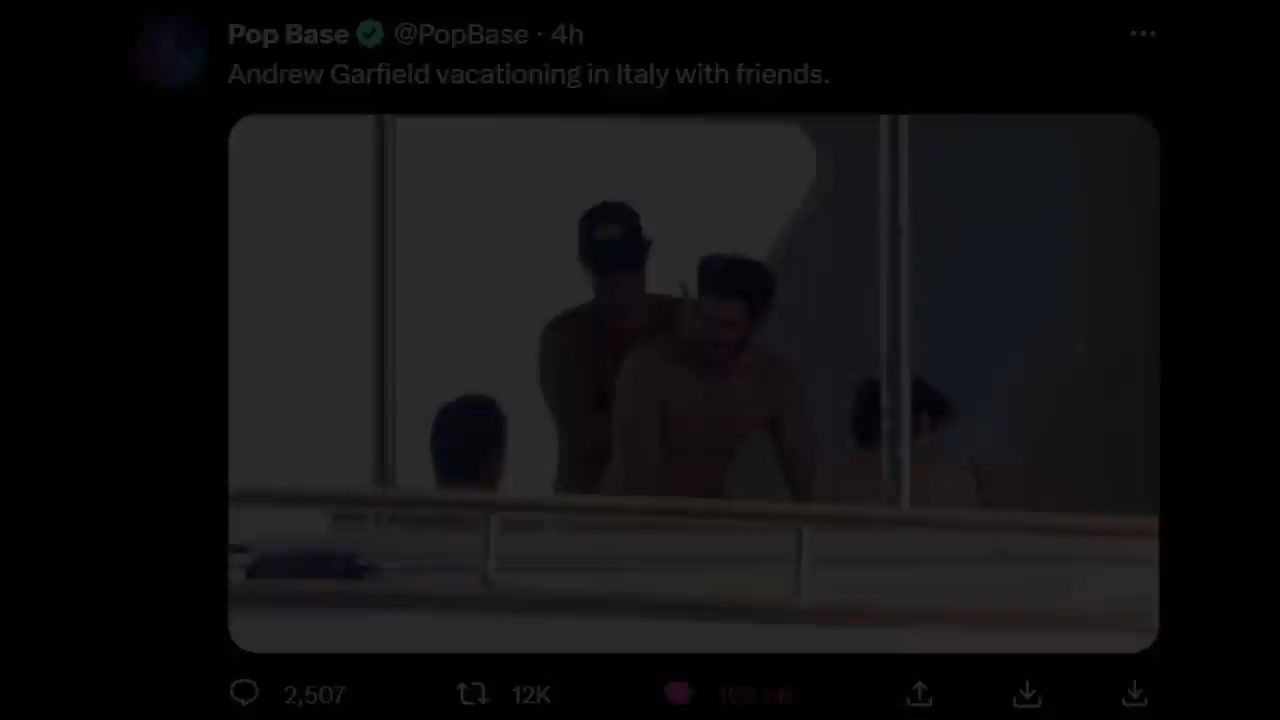 Pop Base @PopBase · 4h
Andrew Garfield vacationing in Italy with friends.
2,507 12K